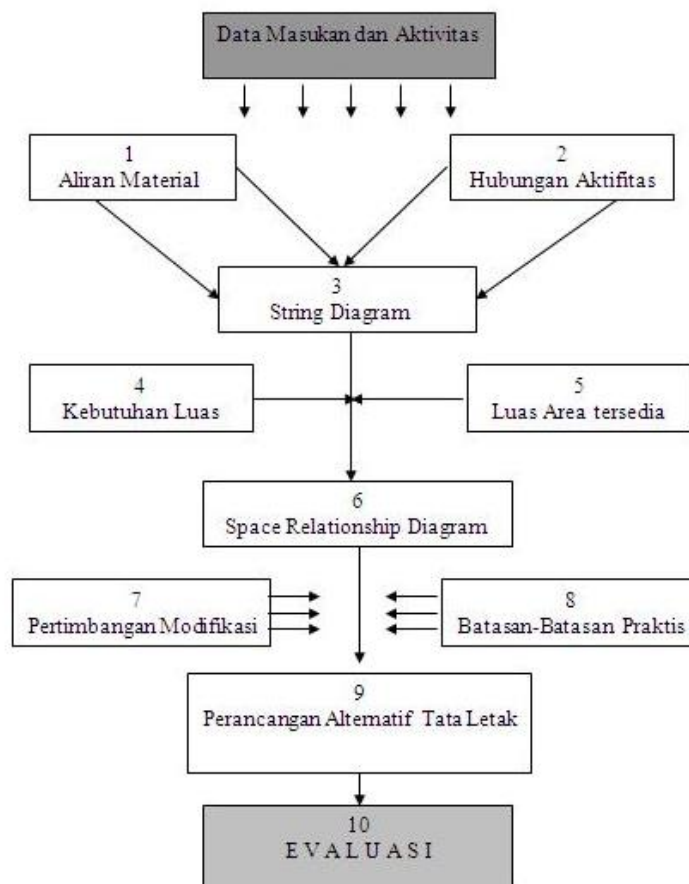 Data Masukan dan Aktivitas
1
Aliran Material
2
Hubungan Aktifitas
3
String Diagram
4
Kebutuhan Luas
5
Luas Area tersedia
6
Space Relationship Diagram
7
Pertimbangan Modifikasi
8
Batasan-Batasan Praktis
9
Perancangan Alternatif Tata Letak
10
E V A L U A S I